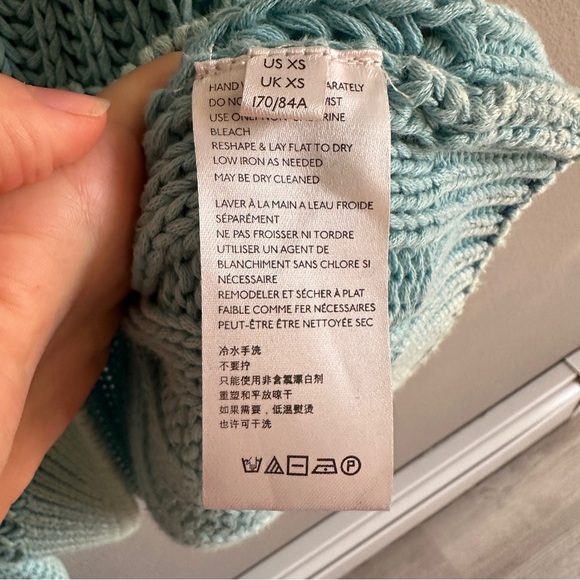 US XS
UK XS
170/84A
HAND
DO NO
USE ONLY NON
BLEACH
RESHAPE & LAY FLAT TO DRY
LOW IRON AS NEEDED
MAY BE DRY CLEANED
LAVER À LA MAIN A LEAU FROIDE
SÉPARÉMENT
NE PAS FROISSER NI TORDRE
UTILISER UN AGENT DE
BLANCHIMENT SANS CHLORE SI
NÉCESSAIRE
REMODELER ET SÉCHER À PLAT
FAIBLE COMME FER NÉCESSAIRES
PEUT-ÊTRE ÊTRE NETTOYÉE SEC
冷水手洗
不要拧
只能使用非含氯漂白剂
重塑和平放晾干
如果需要，低温熨烫
也许可干洗
P